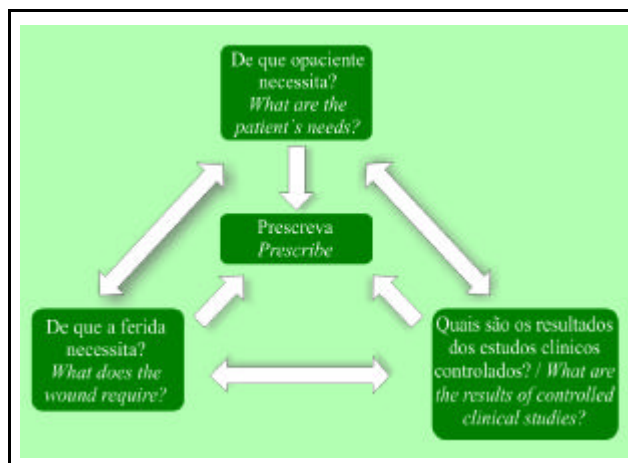 De que opaciente
necessita?
What are the
patient`s needs?
Prescreva
Prescribe
De que a ferida
necessita?
What does the
wound require?
Quais são os resultados
dos estudos clínicos
controlados? / What are
the results of controlled
clinical studies?